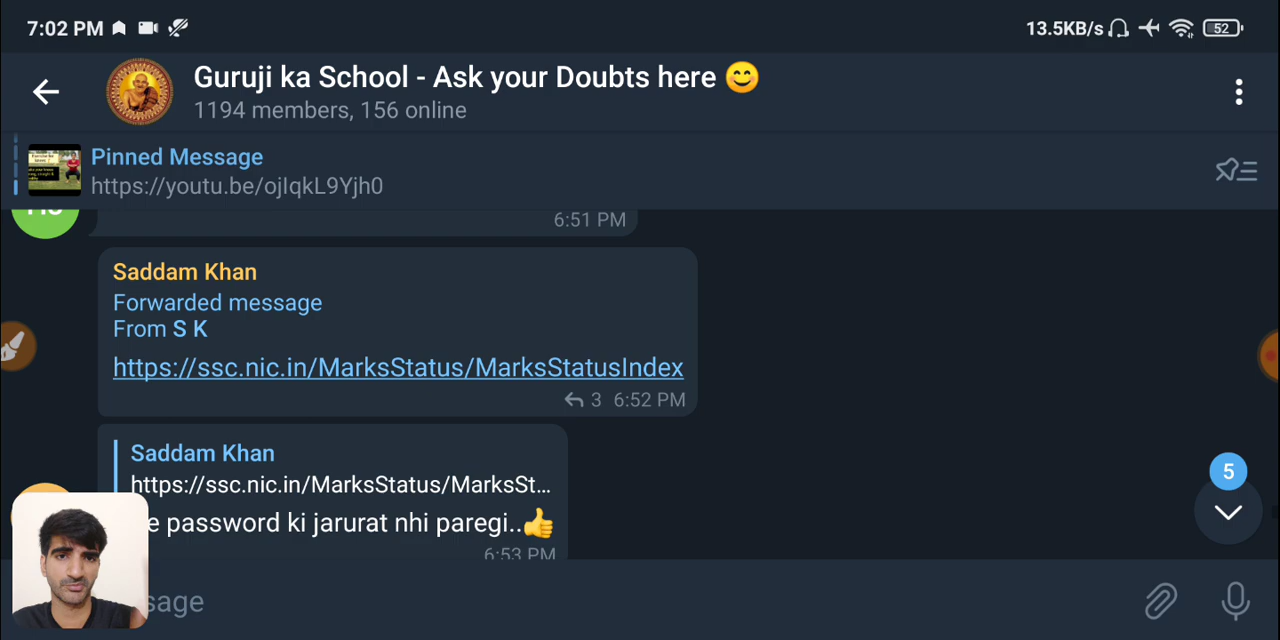 7:02 PM
13.5KB/s
52
Guruji ka School - Ask your Doubts here 😊
1194 members, 156 online
Pinned Message
https://youtu.be/ojIqkL9Yjh0
6:51 PM
Saddam Khan
Forwarded message
From S K
https://ssc.nic.in/MarksStatus/MarksStatusIndex
3 6:52 PM
Saddam Khan
https://ssc.nic.in/MarksStatus/MarksSt...
password ki jarurat nhi paregi..👍
6:53 PM
5